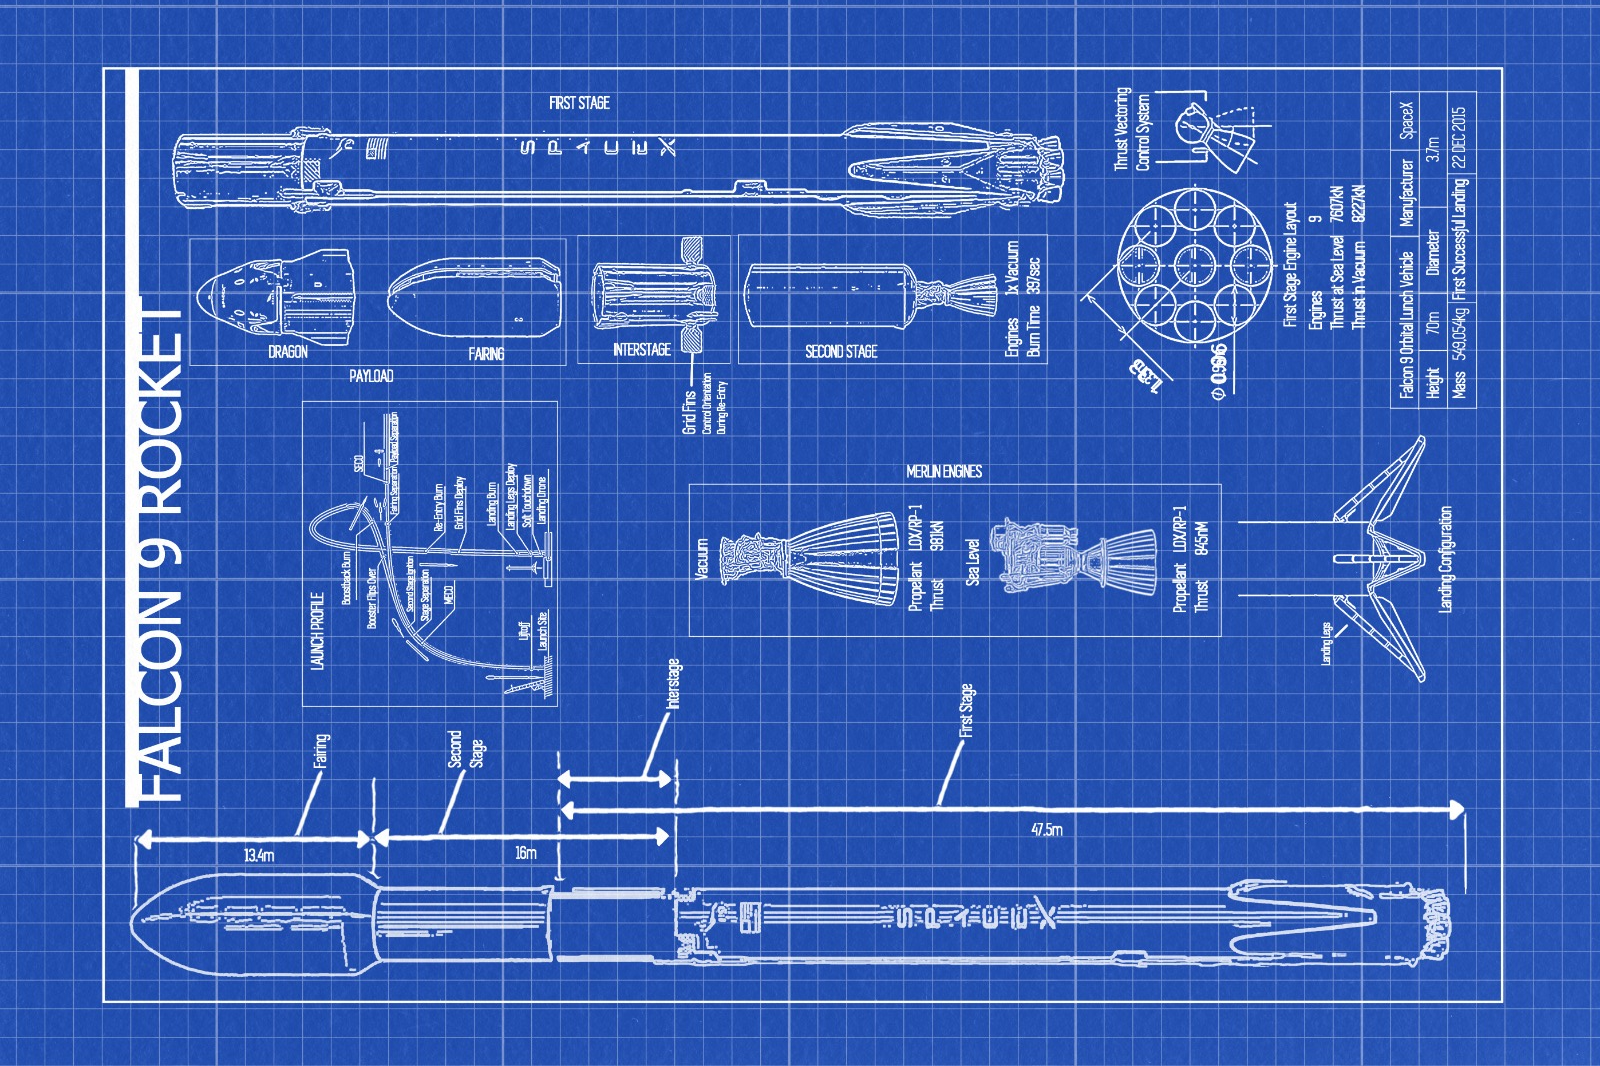 FALCON 9 ROCKET
FIRST STAGE
SPACEX
DRAGON
FAIRING
PAYLOAD
INTERSTAGE
Grid Fins
Control Orientation
During Re-Entry
SECOND STAGE
Engines 1x Vacuum
Burn Time 397sec
Thrust Vectoring
Control System
First Stage Engine Layout
Engines 9
Thrust at Sea Level 7607kN
Thrust in Vacuum 8227kN
Falcon 9 Orbital Lunch Vehicle Manufacturer SpaceX
Height 70m Diameter 3.7m
Mass 549,054kg First Successful Landing 22 DEC 2015
LAUNCH PROFILE
Boostback Burn
Booster Flips Over
SECO
Fairing Separation
Payload Separation
Second Stage Ignition
Stage Separation
MECO
Re-Entry Burn
Grid Fins Deploy
Landing Burn
Landing Legs Deploy
Soft Touchdown
Landing Drone
Liftoff
Launch Site
MERLIN ENGINES
Vacuum
Propellant LOX/RP-1
Thrust 981kN
Sea Level
Propellant LOX/RP-1
Thrust 845nM
Landing Legs
Landing Configuration
Fairing
Second
Stage
Interstage
First Stage
13.4m
16m
47.5m
SPACEX